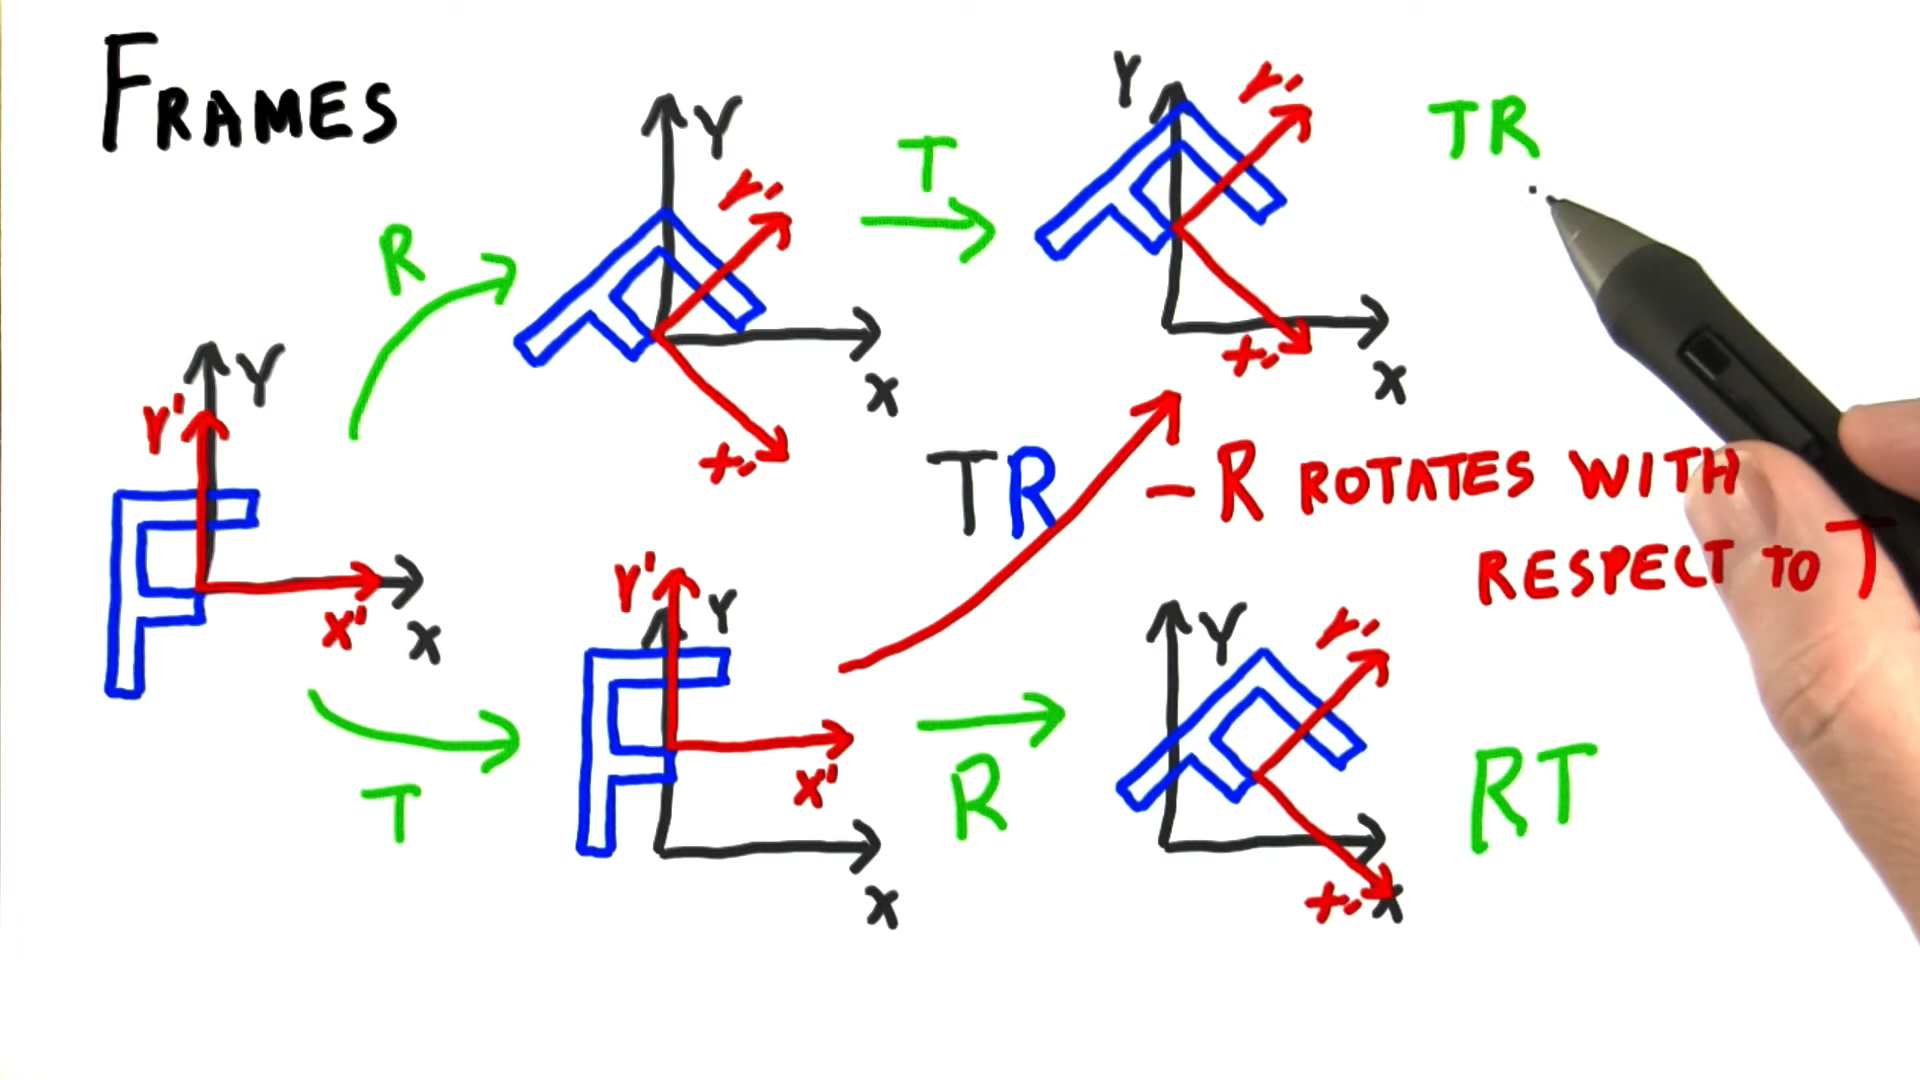 FRAMES
Y
Y'
X'
X
R
Y
Y'
X'
X
T
Y
Y'
X'
X
TR
T
Y'
Y
X'
X
TR
- R ROTATES WITH
RESPECT TO T
R
Y
Y'
X'
X
RT